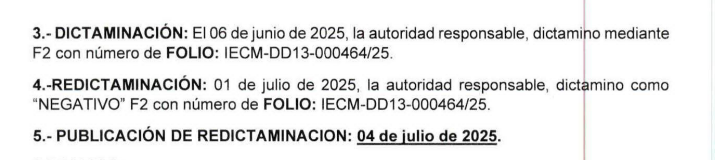 3.- DICTAMINACIÓN: El 06 de junio de 2025, la autoridad responsable, dictamino mediante
F2 con número de FOLIO: IECM-DD13-000464/25.
4.-REDICTAMINACIÓN: 01 de julio de 2025, la autoridad responsable, dictamino como
“NEGATIVO” F2 con número de FOLIO: IECM-DD13-000464/25.
5.- PUBLICACIÓN DE REDICTAMINACION: 04 de julio de 2025.